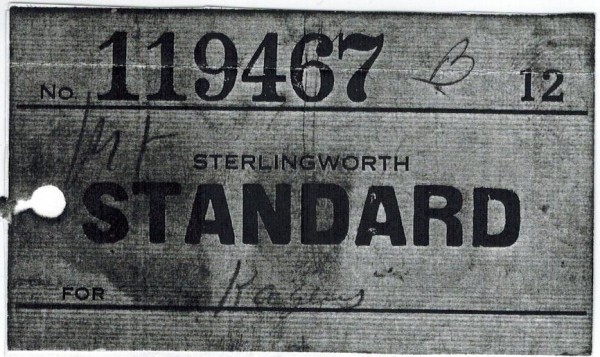 No 119467 B 12
STERLINGWORTH
STANDARD
FOR